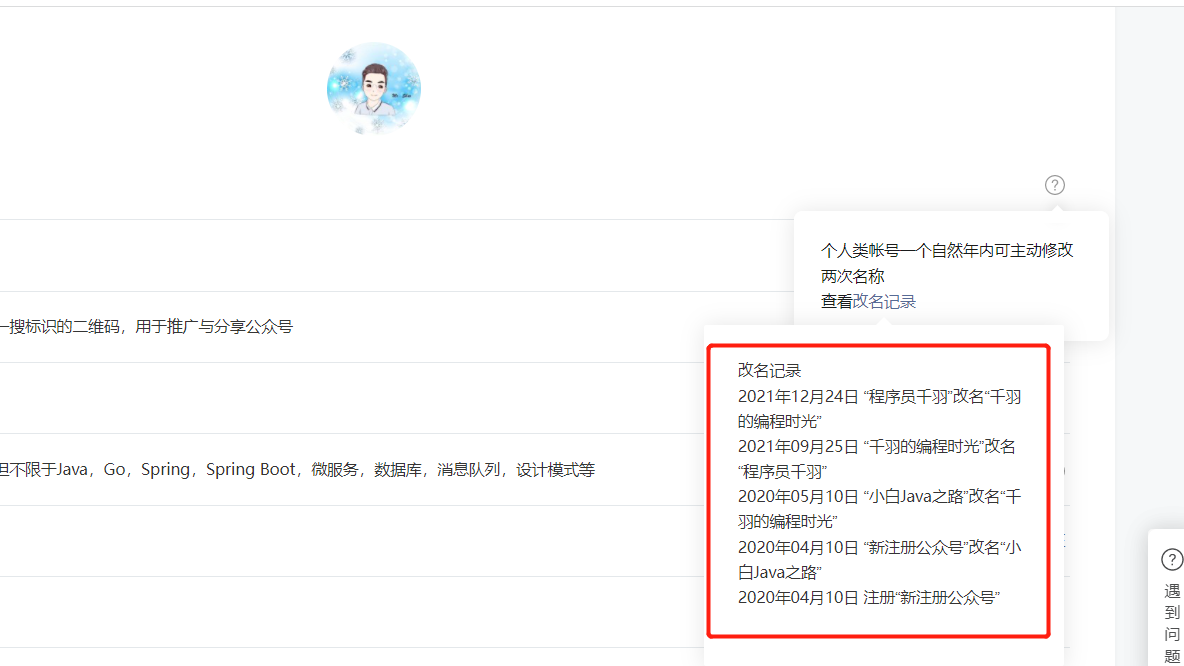 个人类帐号一个自然年内可主动修改
两次名称
查看改名记录
一搜标识的二维码，用于推广与分享公众号
改名记录
2021年12月24日 “程序员千羽”改名“千羽
的编程时光”
2021年09月25日 “千羽的编程时光”改名
“程序员千羽”
但不限于Java，Go，Spring，Spring Boot，微服务，数据库，消息队列，设计模式等
2020年05月10日 “小白Java之路”改名“千
羽的编程时光”
2020年04月10日 “新注册公众号”改名“小
白Java之路”
2020年04月10日 注册“新注册公众号”
遇
到
问
题